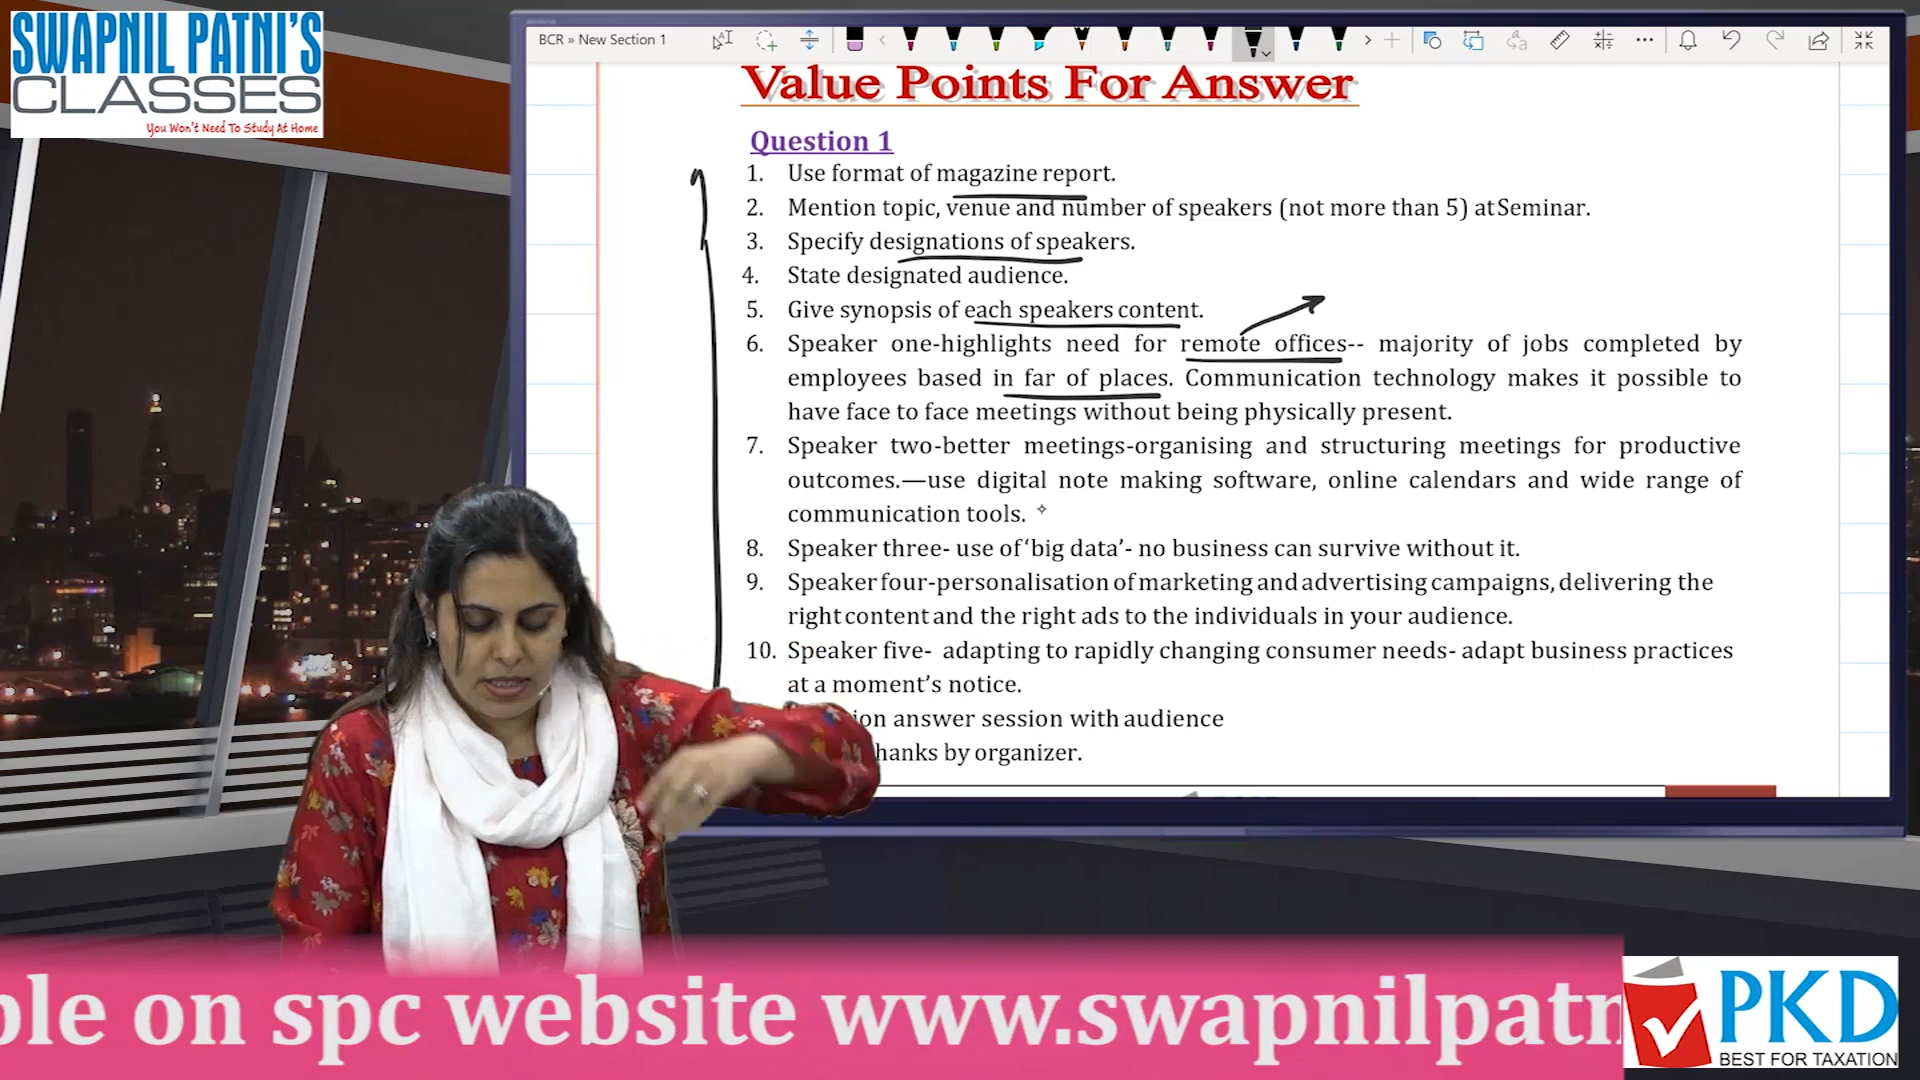 SWAPNIL PATNI'S
CLASSES
You Won't Need To Study At Home
BCR » New Section 1
Value Points For Answer
Question 1
1. Use format of magazine report.
2. Mention topic, venue and number of speakers (not more than 5) at Seminar.
3. Specify designations of speakers.
4. State designated audience.
5. Give synopsis of each speakers content.
6. Speaker one-highlights need for remote offices-- majority of jobs completed by
employees based in far of places. Communication technology makes it possible to
have face to face meetings without being physically present.
7. Speaker two-better meetings-organising and structuring meetings for productive
outcomes.—use digital note making software, online calendars and wide range of
communication tools.
8. Speaker three- use of 'big data'- no business can survive without it.
9. Speaker four-personalisation of marketing and advertising campaigns, delivering the
right content and the right ads to the individuals in your audience.
10. Speaker five- adapting to rapidly changing consumer needs- adapt business practices
at a moment's notice.
ion answer session with audience
hanks by organizer.
ble on spc website www.swapnilpatn
PKD
BEST FOR TAXATION